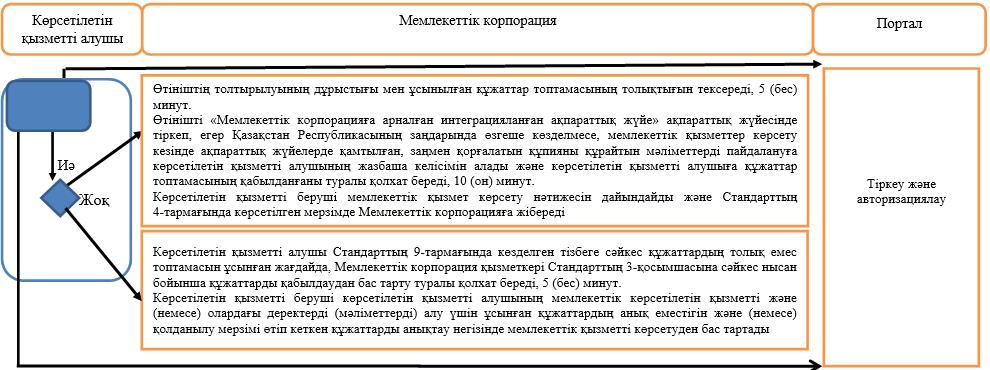 Көрсетілетін
қызметті алушы
Мемлекеттік корпорация
Портал
Өтініштің толтырылуының дұрыстығы мен ұсынылған құжаттар топтамасының толықтығын тексереді, 5 (бес)
минут.
Өтінішті «Мемлекеттік корпорацияға арналған интеграцияланған ақпараттық жүйе» ақпараттық жүйесінде
тіркеп, егер Қазақстан Республикасының заңдарында өзгеше көзделмесе, мемлекеттік қызметтер көрсету
кезінде ақпараттық жүйелерде қамтылған, заңмен қорғалатын құпияны құрайтын мәліметтерді пайдалануға
көрсетілетін қызметті алушының жазбаша келісімін алады және көрсетілетін қызметті алушыға құжаттар
топтамасының қабылданғаны туралы қолхат береді, 10 (он) минут.
Көрсетілетін қызметті беруші мемлекеттік қызмет көрсету нәтижесін дайындайды және Стандарттың
4-тармағында көрсетілген мерзімде Мемлекеттік корпорацияға жібереді
Иә
Жоқ
Тіркеу және
авторизациялау
Көрсетілетін қызметті алушы Стандарттың 9-тармағында көзделген тізбеге сәйкес құжаттардың толық емес
топтамасын ұсынған жағдайда, Мемлекеттік корпорация қызметкері Стандарттың 3-қосымшасына сәйкес нысан
бойынша құжаттарды қабылдаудан бас тарту туралы қолхат береді, 5 (бес) минут.
Көрсетілетін қызметті беруші көрсетілетін қызметті алушының мемлекеттік көрсетілетін қызметті және
(немесе) олардағы деректерді (мәліметтерді) алу үшін ұсынған құжаттардың анық еместігін және (немесе)
қолданылу мерзімі өтіп кеткен құжаттарды анықтау негізінде мемлекеттік қызметті көрсетуден бас тартады